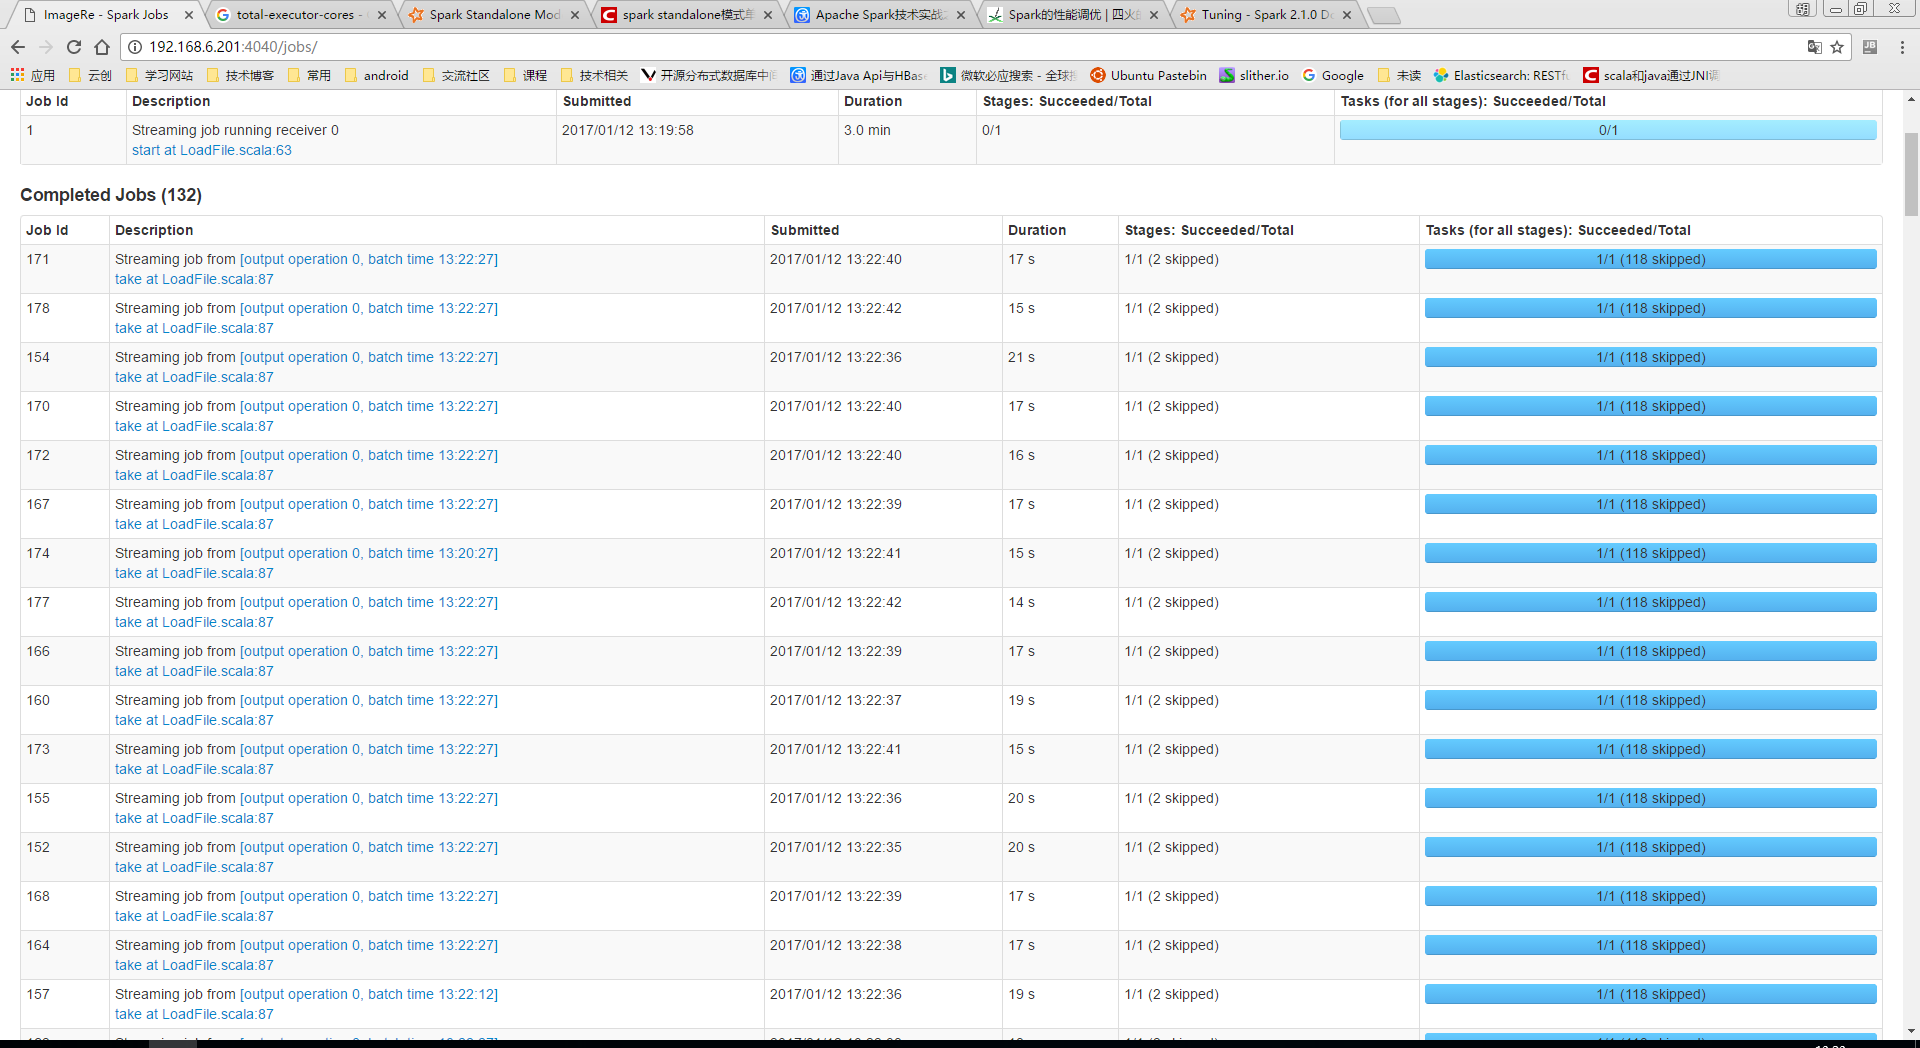 ImageRe - Spark Jobs
total-executor-cores -
Spark Standalone Mod
spark standalone模式单
Apache Spark技术实战之
Spark的性能调优 | 四火的
Tuning - Spark 2.1.0 Do
192.168.6.201:4040/jobs/
应用 云创 学习网站 技术博客 常用 android 交流社区 课程 技术相关 开源分布式数据库中间 通过Java Api与HBase 微软必应搜索 - 全球搜 Ubuntu Pastebin slither.io Google 未读 Elasticsearch: RESTfu scala和java通过JNI调
Job Id Description Submitted Duration Stages: Succeeded/Total Tasks (for all stages): Succeeded/Total
1 Streaming job running receiver 0 2017/01/12 13:19:58 3.0 min 0/1 0/1
start at LoadFile.scala:63
Completed Jobs (132)
Job Id Description Submitted Duration Stages: Succeeded/Total Tasks (for all stages): Succeeded/Total
171 Streaming job from [output operation 0, batch time 13:22:27] 2017/01/12 13:22:40 17 s 1/1 (2 skipped) 1/1 (118 skipped)
take at LoadFile.scala:87
178 Streaming job from [output operation 0, batch time 13:22:27] 2017/01/12 13:22:42 15 s 1/1 (2 skipped) 1/1 (118 skipped)
take at LoadFile.scala:87
154 Streaming job from [output operation 0, batch time 13:22:27] 2017/01/12 13:22:36 21 s 1/1 (2 skipped) 1/1 (118 skipped)
take at LoadFile.scala:87
170 Streaming job from [output operation 0, batch time 13:22:27] 2017/01/12 13:22:40 17 s 1/1 (2 skipped) 1/1 (118 skipped)
take at LoadFile.scala:87
172 Streaming job from [output operation 0, batch time 13:22:27] 2017/01/12 13:22:40 16 s 1/1 (2 skipped) 1/1 (118 skipped)
take at LoadFile.scala:87
167 Streaming job from [output operation 0, batch time 13:22:27] 2017/01/12 13:22:39 17 s 1/1 (2 skipped) 1/1 (118 skipped)
take at LoadFile.scala:87
174 Streaming job from [output operation 0, batch time 13:20:27] 2017/01/12 13:22:41 15 s 1/1 (2 skipped) 1/1 (118 skipped)
take at LoadFile.scala:87
177 Streaming job from [output operation 0, batch time 13:22:27] 2017/01/12 13:22:42 14 s 1/1 (2 skipped) 1/1 (118 skipped)
take at LoadFile.scala:87
166 Streaming job from [output operation 0, batch time 13:22:27] 2017/01/12 13:22:39 17 s 1/1 (2 skipped) 1/1 (118 skipped)
take at LoadFile.scala:87
160 Streaming job from [output operation 0, batch time 13:22:27] 2017/01/12 13:22:37 19 s 1/1 (2 skipped) 1/1 (118 skipped)
take at LoadFile.scala:87
173 Streaming job from [output operation 0, batch time 13:22:27] 2017/01/12 13:22:41 15 s 1/1 (2 skipped) 1/1 (118 skipped)
take at LoadFile.scala:87
155 Streaming job from [output operation 0, batch time 13:22:27] 2017/01/12 13:22:36 20 s 1/1 (2 skipped) 1/1 (118 skipped)
take at LoadFile.scala:87
152 Streaming job from [output operation 0, batch time 13:22:27] 2017/01/12 13:22:35 20 s 1/1 (2 skipped) 1/1 (118 skipped)
take at LoadFile.scala:87
168 Streaming job from [output operation 0, batch time 13:22:27] 2017/01/12 13:22:39 17 s 1/1 (2 skipped) 1/1 (118 skipped)
take at LoadFile.scala:87
164 Streaming job from [output operation 0, batch time 13:22:27] 2017/01/12 13:22:38 17 s 1/1 (2 skipped) 1/1 (118 skipped)
take at LoadFile.scala:87
157 Streaming job from [output operation 0, batch time 13:22:12] 2017/01/12 13:22:36 19 s 1/1 (2 skipped) 1/1 (118 skipped)
take at LoadFile.scala:87